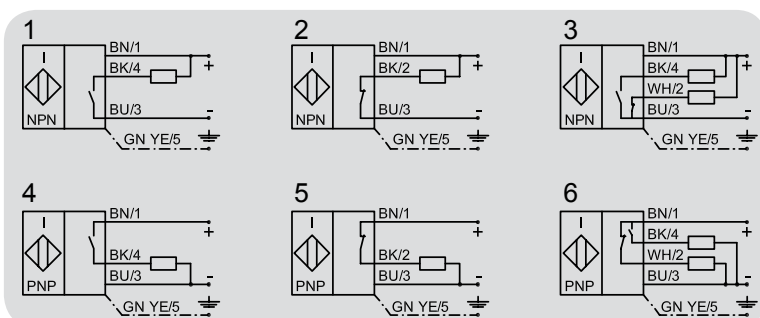 1
BN/1
I
+
BK/4
BU/3
-
NPN
GN YE/5
2
BN/1
I
+
BK/2
BU/3
-
NPN
GN YE/5
3
BN/1
I
+
BK/4
WH/2
BU/3
-
NPN
GN YE/5
4
BN/1
I
+
BK/4
BU/3
-
PNP
GN YE/5
5
BN/1
I
+
BK/2
BU/3
-
PNP
GN YE/5
6
BN/1
I
+
BK/4
WH/2
BU/3
-
PNP
GN YE/5